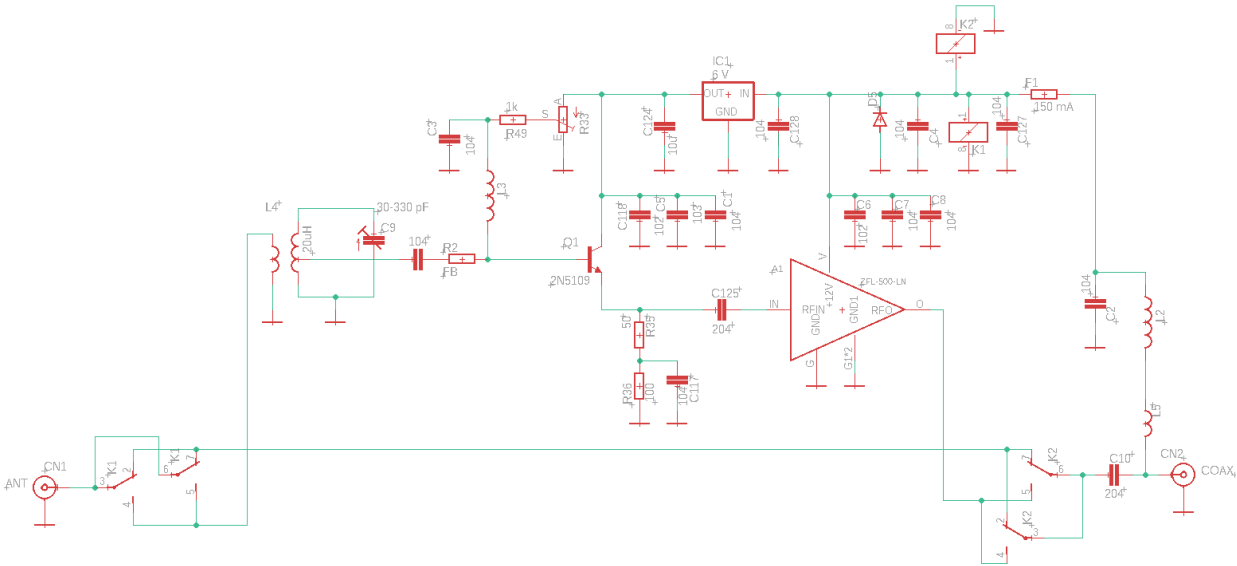 K2
8
1
IC1
6 V
OUT
IN
GND
F1
150 mA
1k
R49
S
A
E
R33
C3
104
C124
10u
104
C128
D5
104
C4
1
8
K1
104
C127
L3
L4
20uH
30-330 pF
C9
104
R2
FB
Q1
2N5109
C118
102
C5
103
C1
104
C6
102
C7
104
C8
104
A1
ZFL-500-LN
V
+12V
IN
RFIN
GND
GND1
RFO
O
G
G1*2
C125
204
50
R35
R36
100
104
C117
104
C2
L2
L5
ANT
CN1
3
K1
2
4
6
K1
7
5
7
K2
6
5
2
K2
3
4
C10
204
CN2
COAX